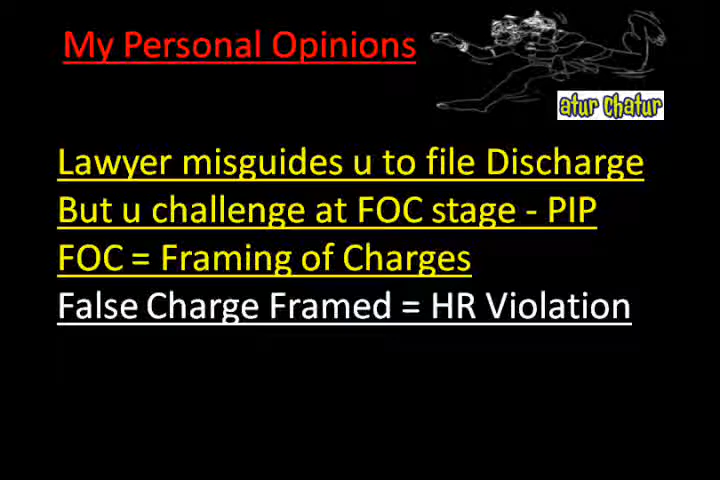 My Personal Opinions
atur chatur
Lawyer misguides u to file Discharge
But u challenge at FOC stage - PIP
FOC = Framing of Charges
False Charge Framed = HR Violation